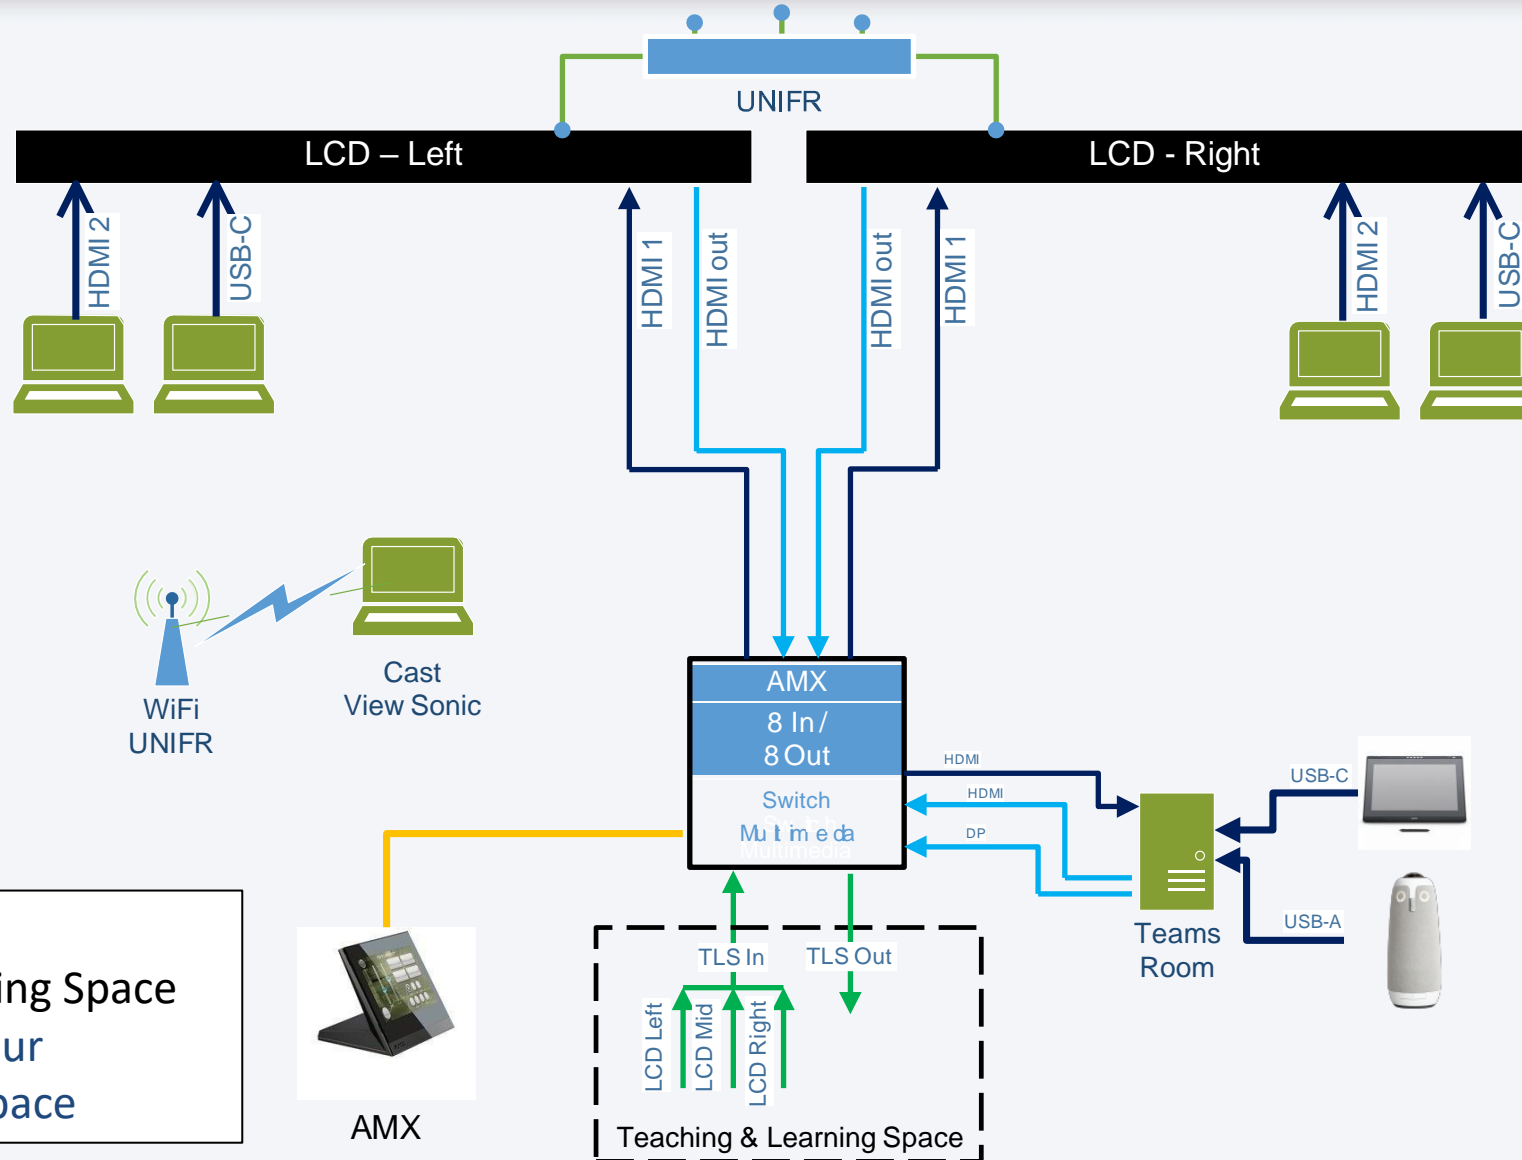 UNIFR
LCD – Left
LCD - Right
HDMI 2
USB-C
HDMI 1
HDMI out
HDMI out
HDMI 1
HDMI 2
USB-C
WiFi
UNIFR
Cast
View Sonic
AMX
8 In /
8 Out
Switch
Multimedia
HDMI
HDMI
DP
USB-C
USB-A
Teams
Room
TLS In
TLS Out
LCD Left
LCD Mid
LCD Right
Teaching & Learning Space
AMX
ing Space
ur
pace